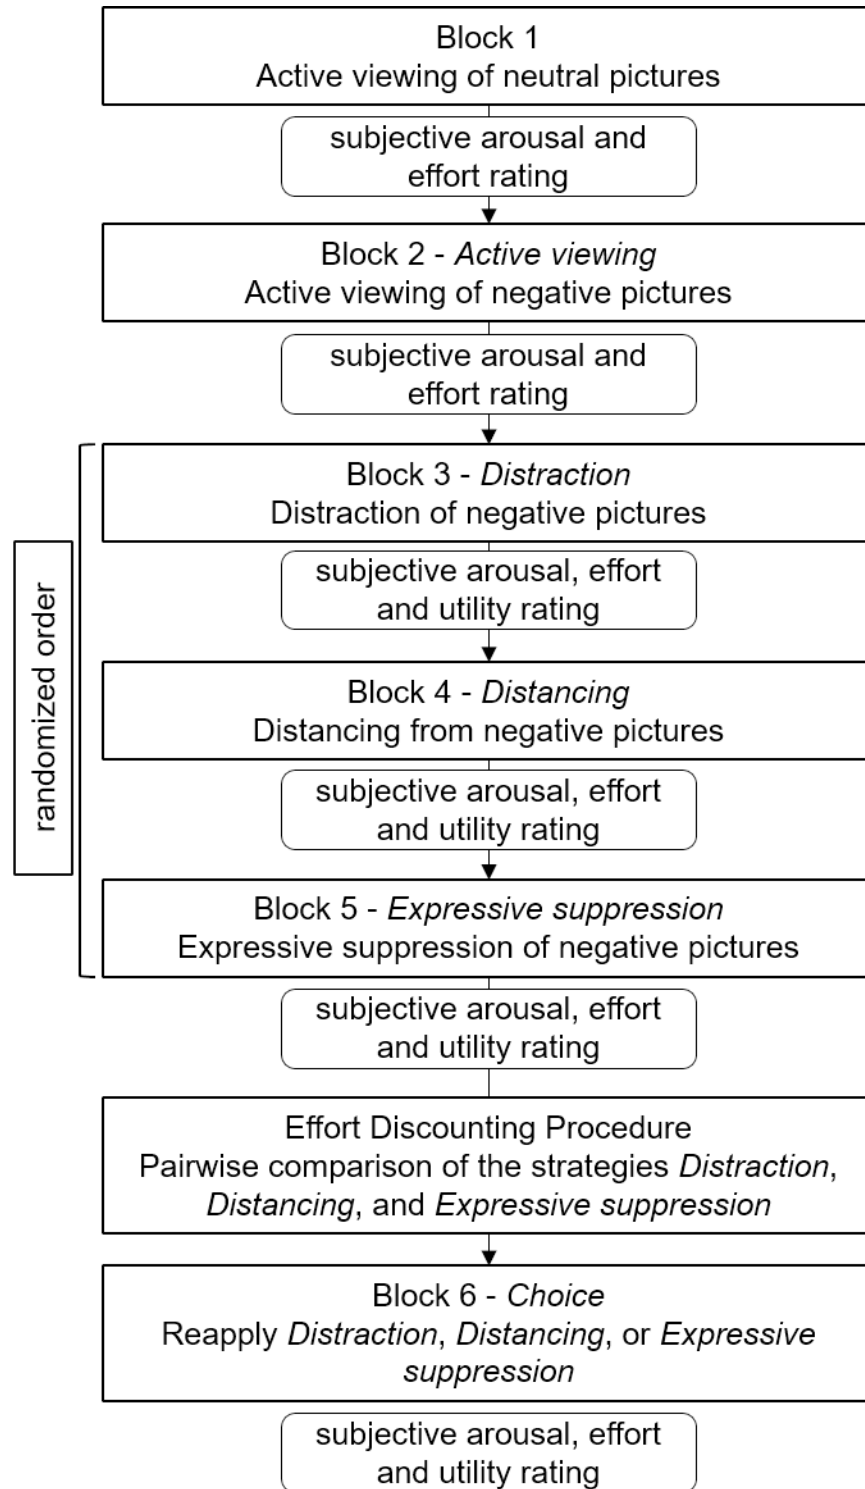 Block 1
Active viewing of neutral pictures
subjective arousal and
effort rating
Block 2 - Active viewing
Active viewing of negative pictures
subjective arousal and
effort rating
randomized order
Block 3 - Distraction
Distraction of negative pictures
subjective arousal, effort
and utility rating
Block 4 - Distancing
Distancing from negative pictures
subjective arousal, effort
and utility rating
Block 5 - Expressive suppression
Expressive suppression of negative pictures
subjective arousal, effort
and utility rating
Effort Discounting Procedure
Pairwise comparison of the strategies Distraction,
Distancing, and Expressive suppression
Block 6 - Choice
Reapply Distraction, Distancing, or Expressive
suppression
subjective arousal, effort
and utility rating